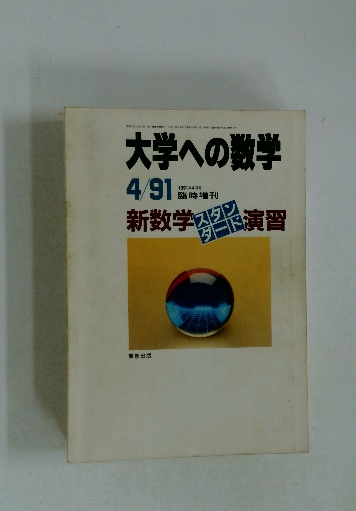 大学への数学
4/91 臨時増刊
新数学スタンダード演習
東京出版